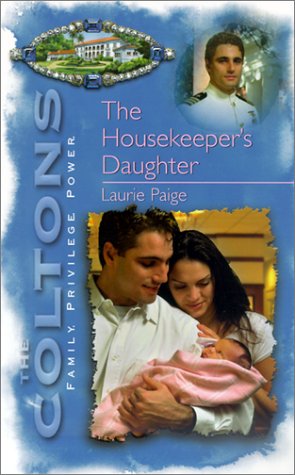 The
Housekeeper's
Daughter
Laurie Paige
THE
COLTONS
FAMILY. PRIVILEGE. POWER.